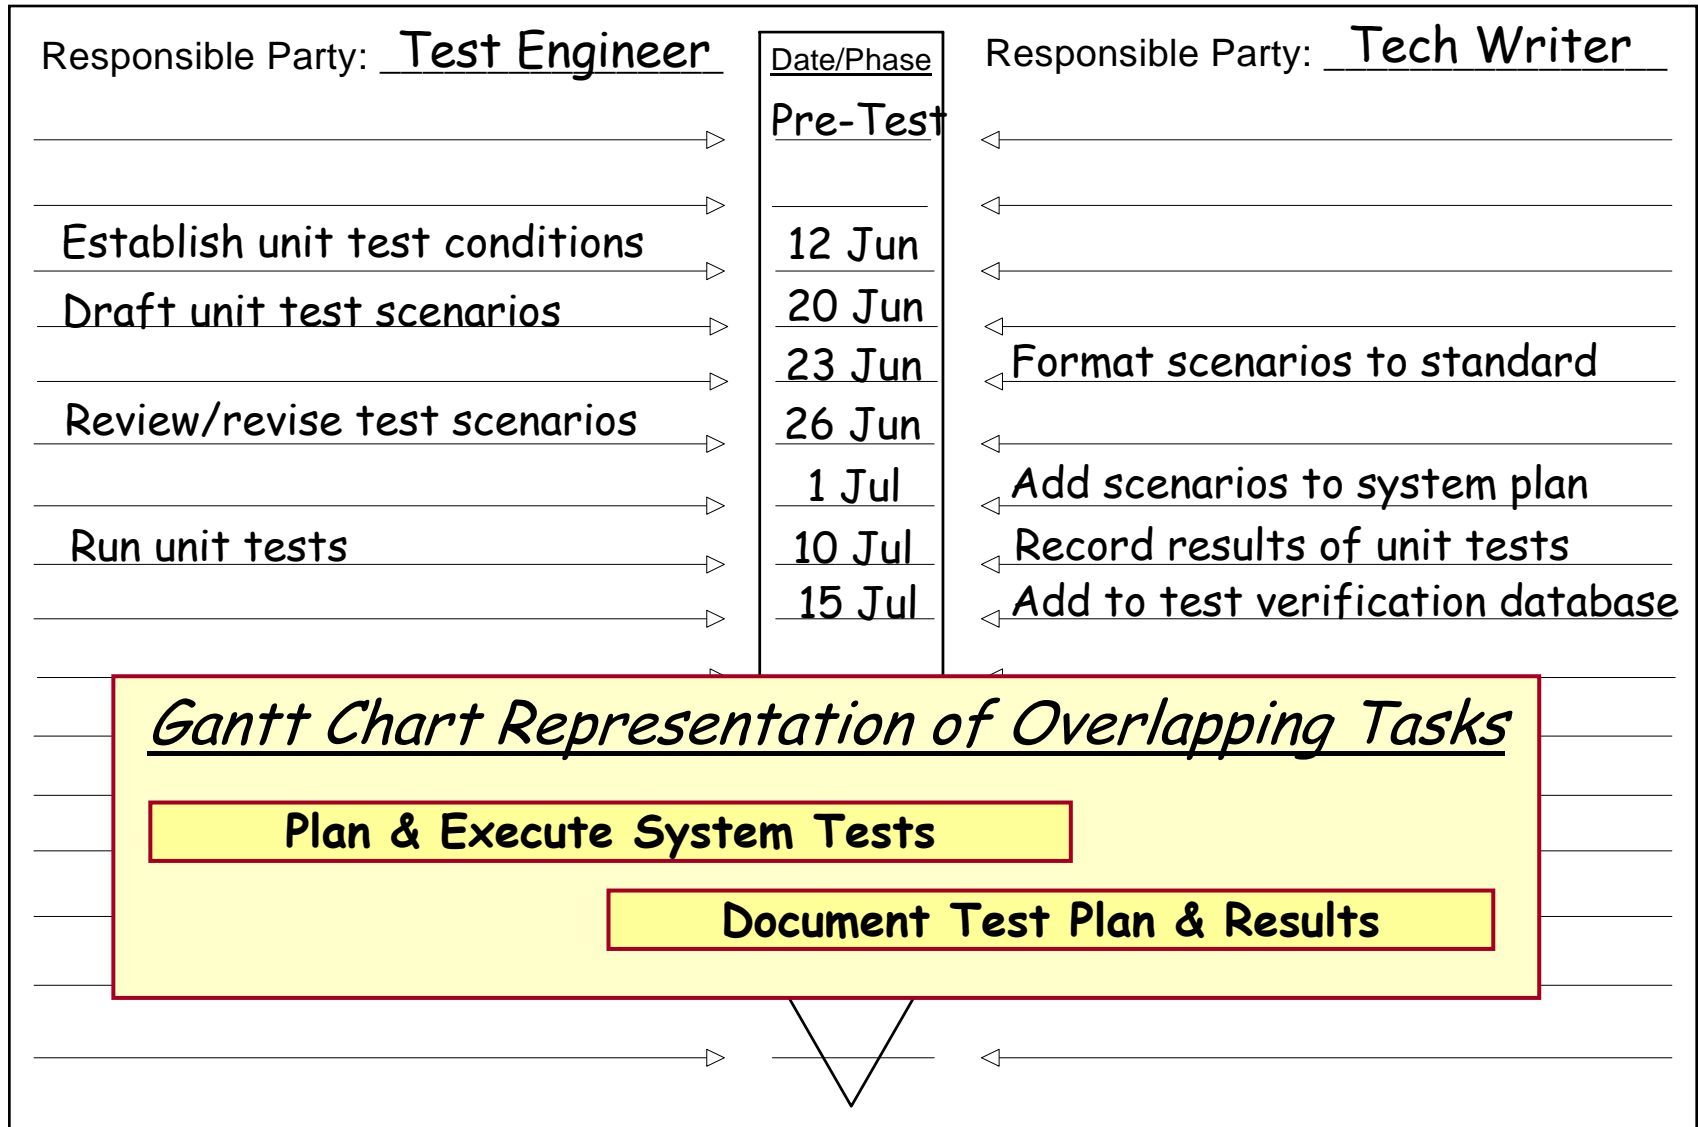 Responsible Party: Test Engineer Date/Phase Responsible Party: Tech Writer
Pre-Test
Establish unit test conditions 12 Jun
Draft unit test scenarios 20 Jun
23 Jun Format scenarios to standard
Review/revise test scenarios 26 Jun
1 Jul Add scenarios to system plan
Run unit tests 10 Jul Record results of unit tests
15 Jul Add to test verification database
Gantt Chart Representation of Overlapping Tasks
Plan & Execute System Tests
Document Test Plan & Results